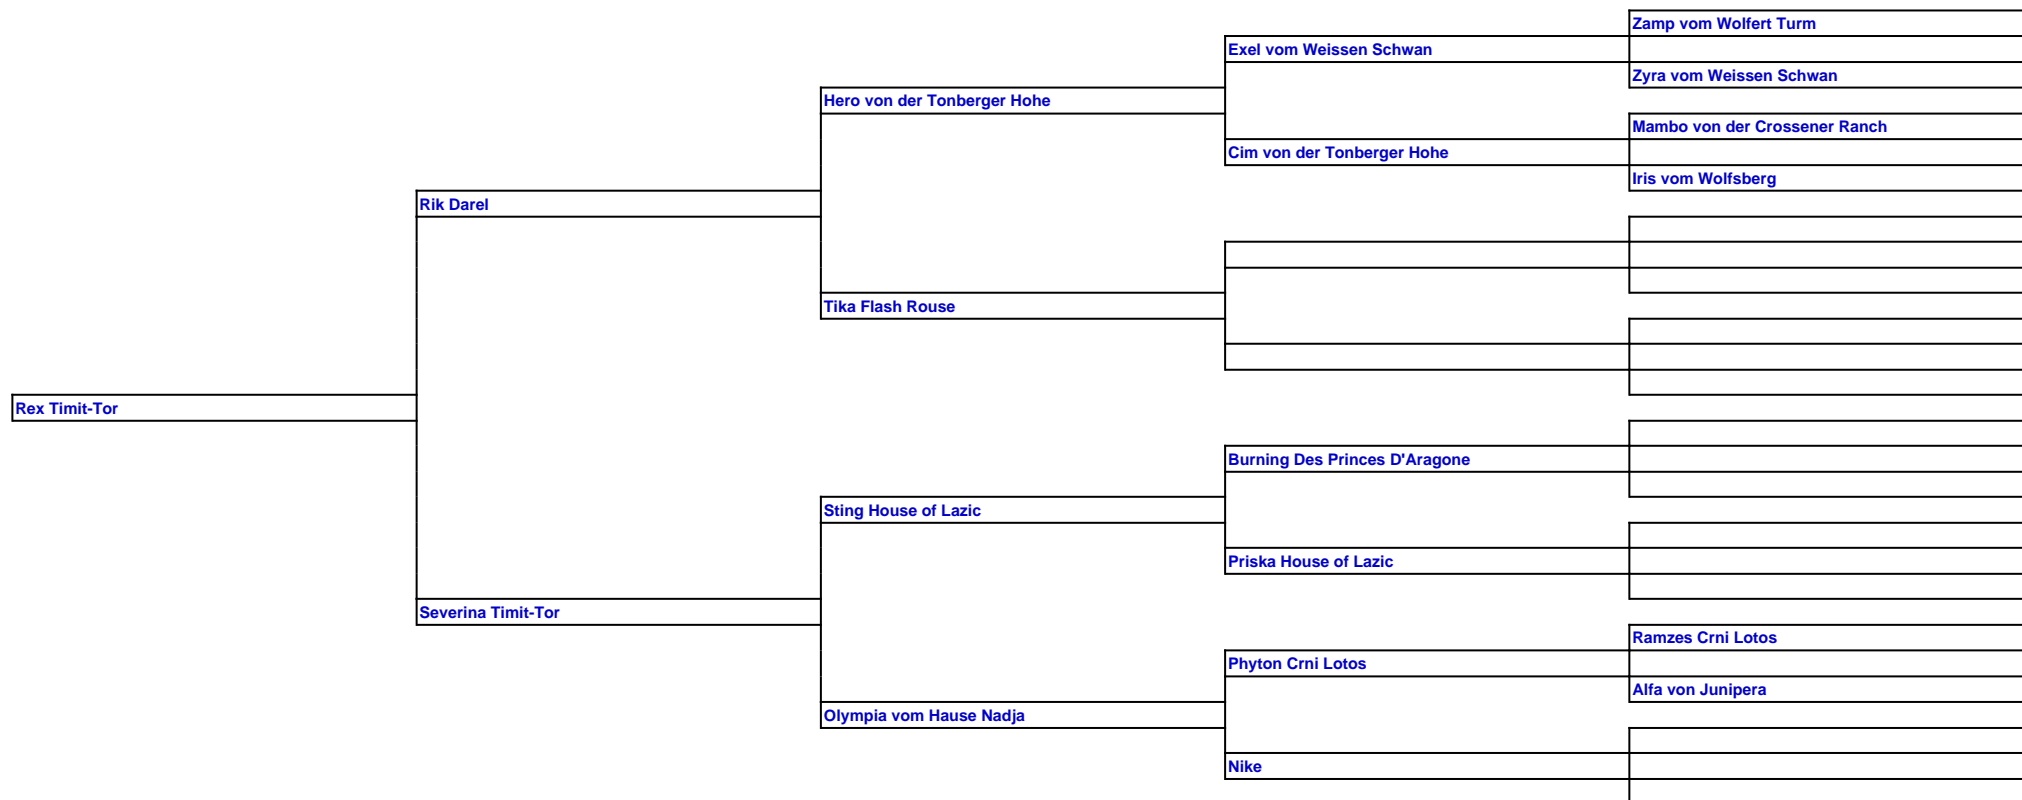 Zamp vom Wolfert Turm
Exel vom Weissen Schwan
Zyra vom Weissen Schwan
Hero von der Tonberger Hohe
Mambo von der Crossener Ranch
Cim von der Tonberger Hohe
Iris vom Wolfsberg
Rik Darel
Tika Flash Rouse
Rex Timit-Tor
Burning Des Princes D'Aragone
Sting House of Lazic
Priska House of Lazic
Severina Timit-Tor
Ramzes Crni Lotos
Phyton Crni Lotos
Alfa von Junipera
Olympia vom Hause Nadja
Nike